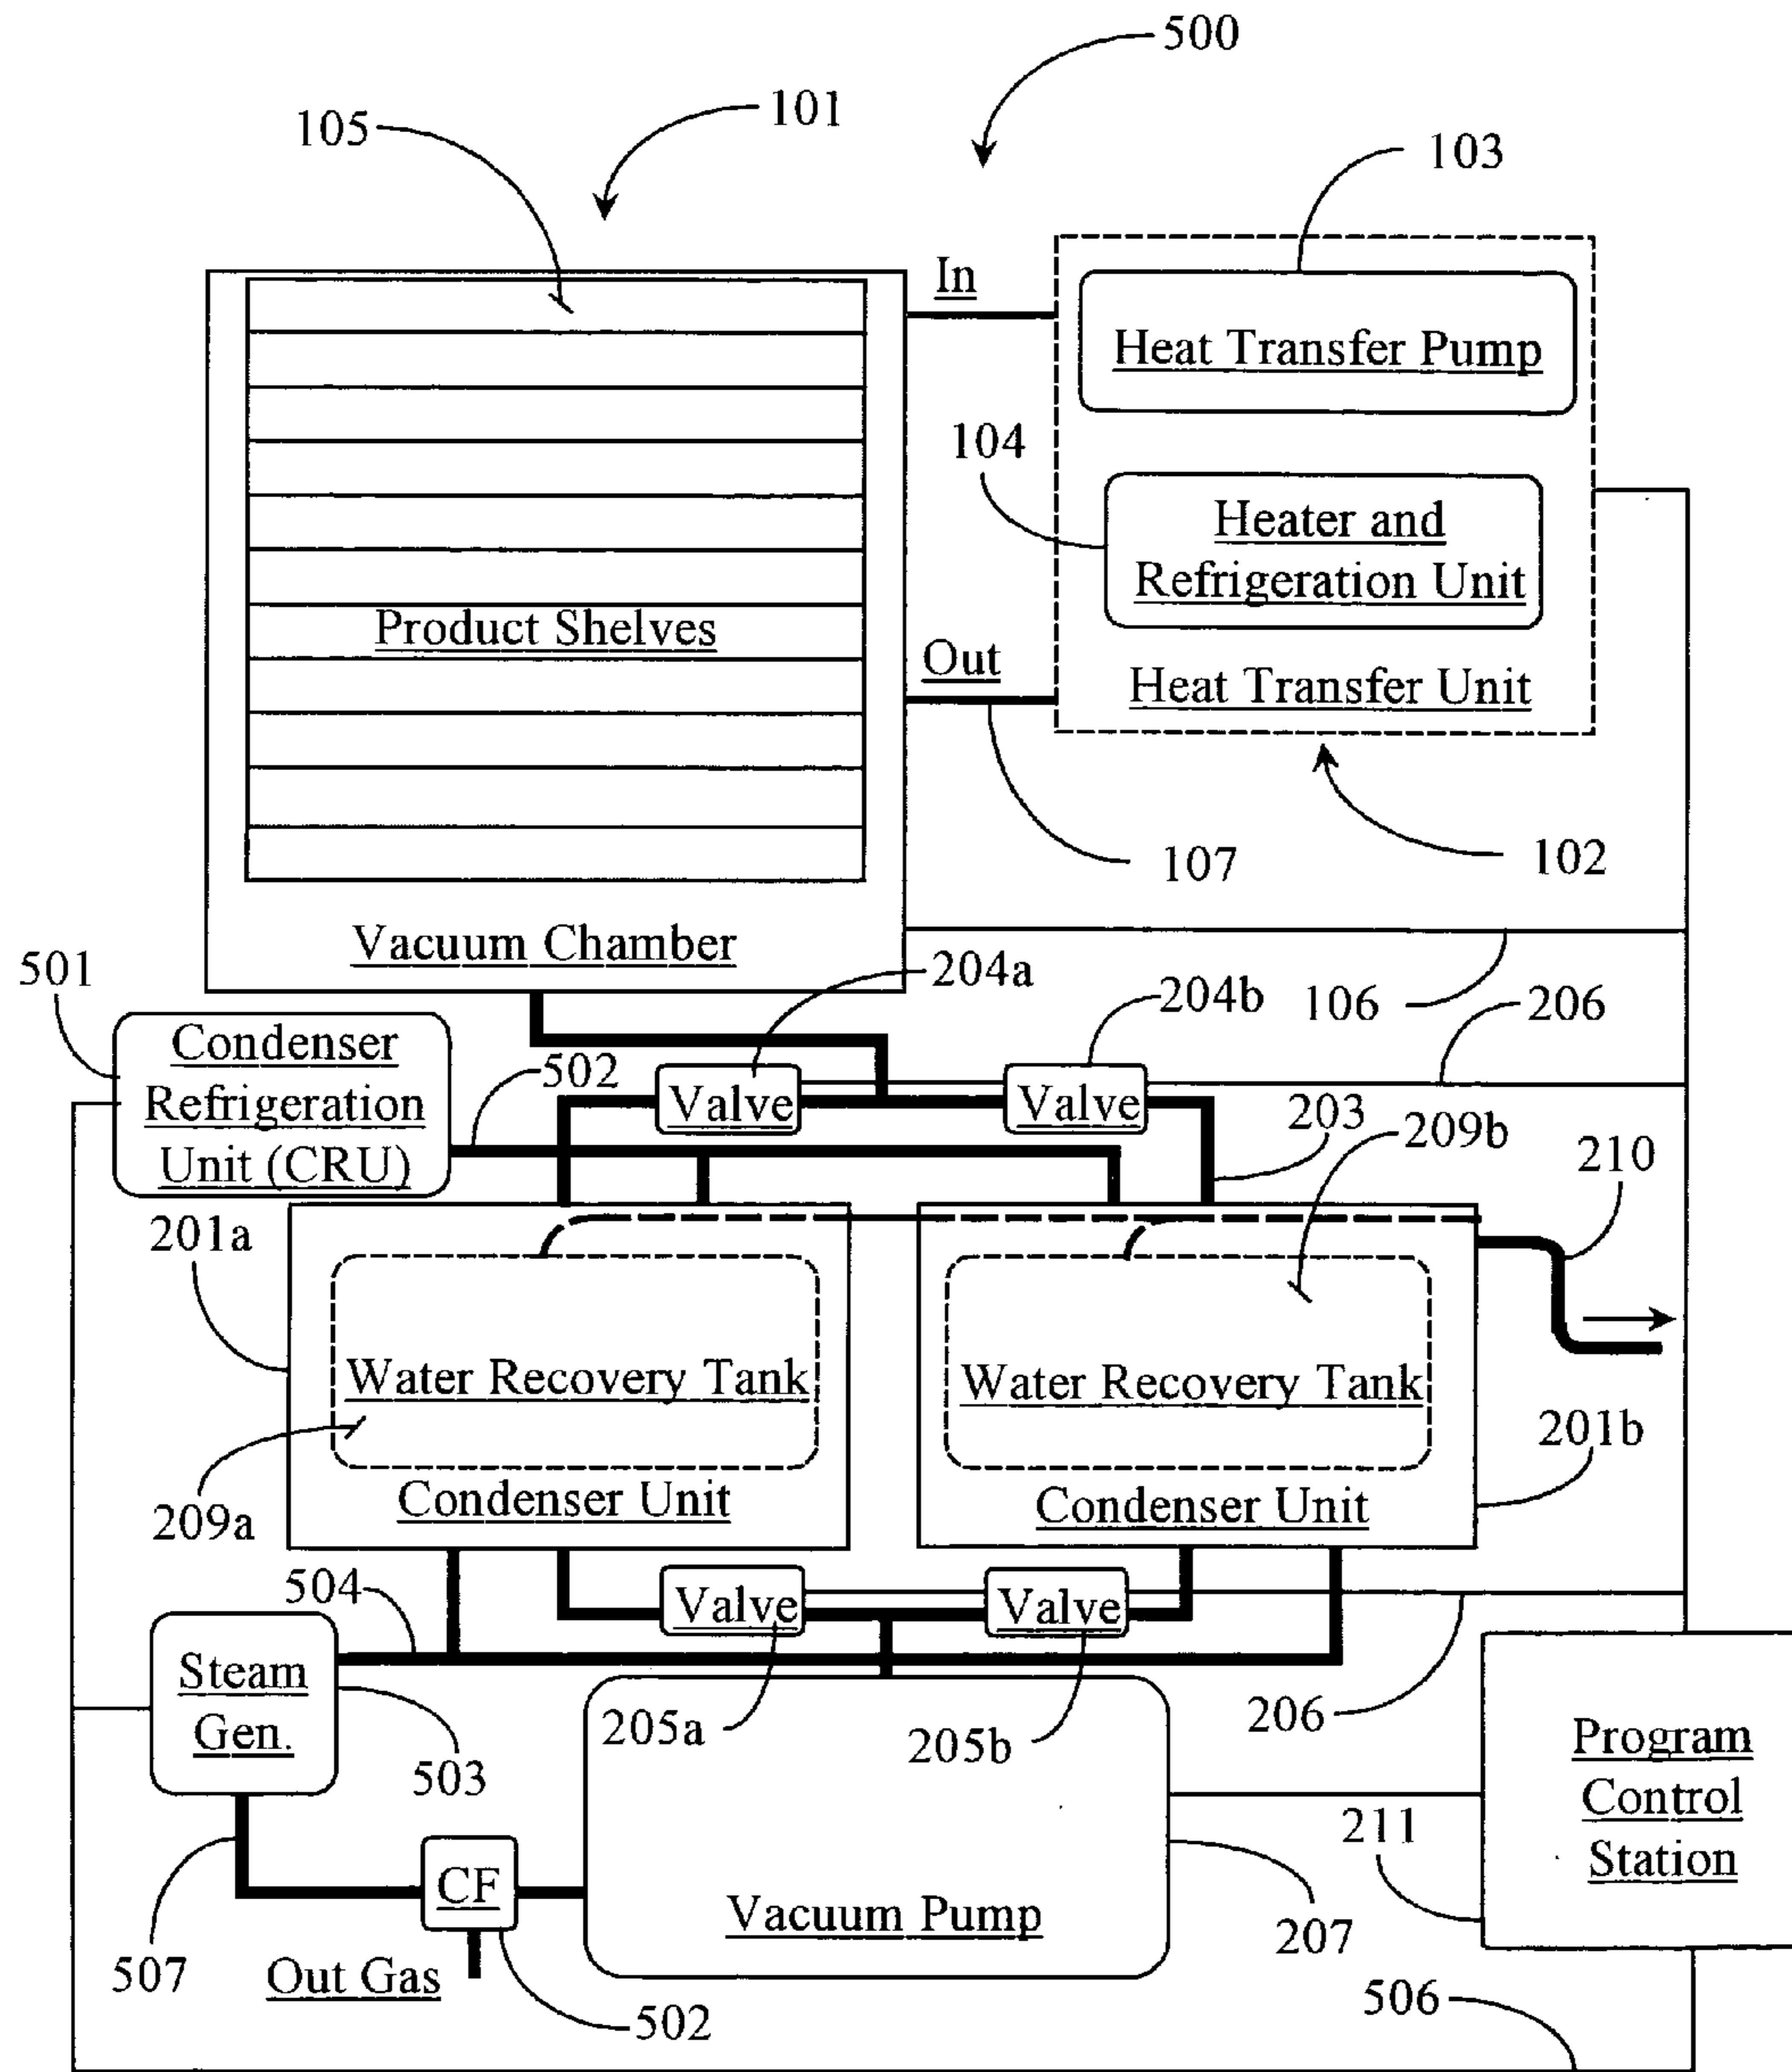 500
101
105
103
In
Heat Transfer Pump
104
Heater and
Refrigeration Unit
Product Shelves
Out
Heat Transfer Unit
107
102
Vacuum Chamber
501
204a
204b
106
206
Condenser
Refrigeration
Unit (CRU)
502
Valve
Valve
203
209b
210
201a
Water Recovery Tank
Water Recovery Tank
201b
209a
Condenser Unit
Condenser Unit
504
Valve
Valve
Steam
Gen.
503
205a
205b
206
Program
Control
Station
211
CF
Vacuum Pump
207
507
Out Gas
502
506